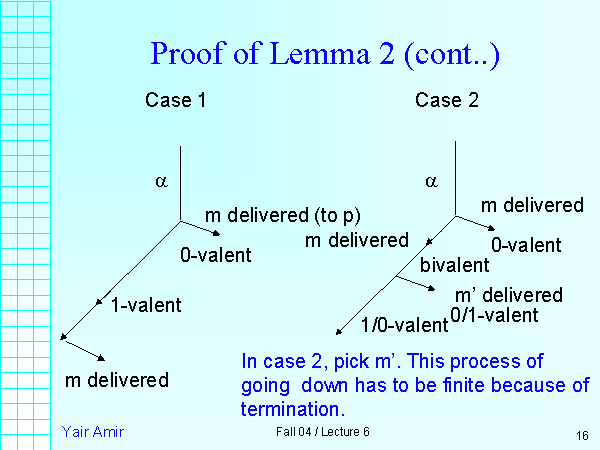 Proof of Lemma 2 (cont..)
Case 1
Case 2
α
m delivered (to p)
0-valent
1-valent
m delivered
α
m delivered
m delivered
0-valent
bivalent
m’ delivered
0/1-valent
1/0-valent
In case 2, pick m’. This process of
going down has to be finite because of
termination.
Yair Amir
Fall 04 / Lecture 6
16